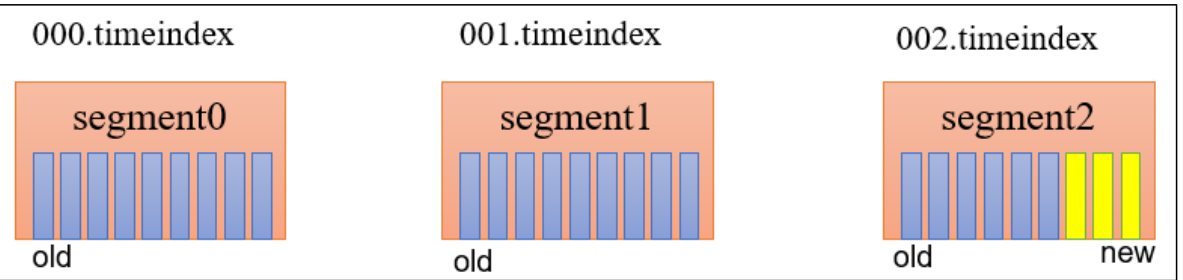 000.timeindex
001.timeindex
002.timeindex
segment0
segment1
segment2
old
old
old
new